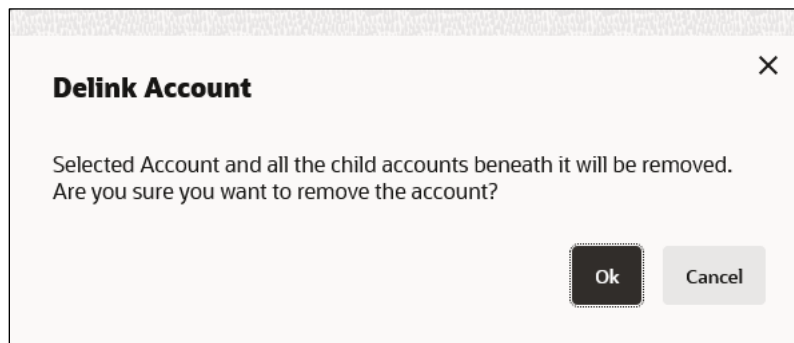 Delink Account
Selected Account and all the child accounts beneath it will be removed.
Are you sure you want to remove the account?
Ok
Cancel